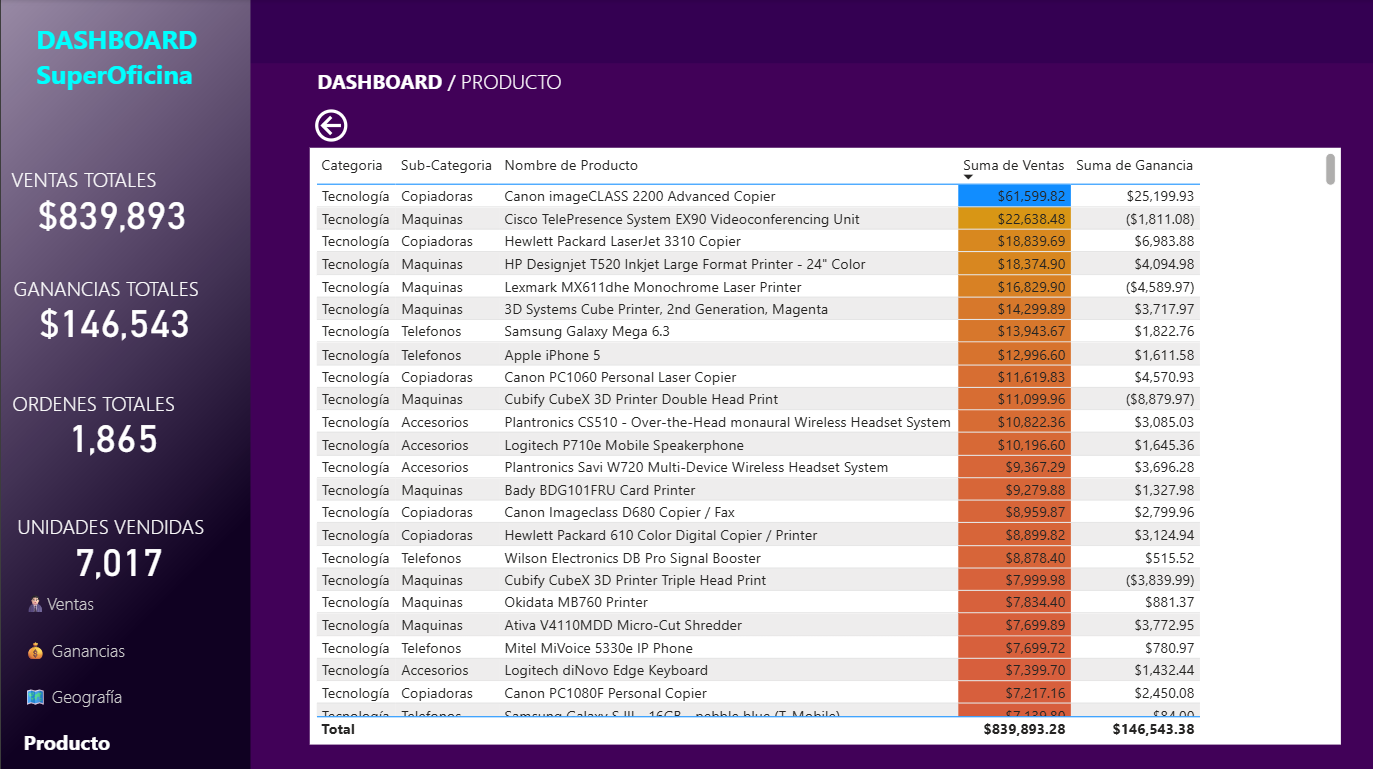 DASHBOARD
SuperOficina
VENTAS TOTALES
$839,893
GANANCIAS TOTALES
$146,543
ORDENES TOTALES
1,865
UNIDADES VENDIDAS
7,017
Ventas
Ganancias
Geografía
Producto
DASHBOARD / PRODUCTO
Categoria Sub-Categoria Nombre de Producto Suma de Ventas Suma de Ganancia
Tecnología Copiadoras Canon imageCLASS 2200 Advanced Copier $61,599.82 $25,199.93
Tecnología Maquinas Cisco TelePresence System EX90 Videoconferencing Unit $22,638.48 ($1,811.08)
Tecnología Copiadoras Hewlett Packard LaserJet 3310 Copier $18,839.69 $6,983.88
Tecnología Maquinas HP Designjet T520 Inkjet Large Format Printer - 24" Color $18,374.90 $4,094.98
Tecnología Maquinas Lexmark MX611dhe Monochrome Laser Printer $16,829.90 ($4,589.97)
Tecnología Maquinas 3D Systems Cube Printer, 2nd Generation, Magenta $14,299.89 $3,717.97
Tecnología Telefonos Samsung Galaxy Mega 6.3 $13,943.67 $1,822.76
Tecnología Telefonos Apple iPhone 5 $12,996.60 $1,611.58
Tecnología Copiadoras Canon PC1060 Personal Laser Copier $11,619.83 $4,570.93
Tecnología Maquinas Cubify CubeX 3D Printer Double Head Print $11,099.96 ($8,879.97)
Tecnología Accesorios Plantronics CS510 - Over-the-Head monaural Wireless Headset System $10,822.36 $3,085.03
Tecnología Accesorios Logitech P710e Mobile Speakerphone $10,196.60 $1,645.36
Tecnología Accesorios Plantronics Savi W720 Multi-Device Wireless Headset System $9,367.29 $3,696.28
Tecnología Maquinas Bady BDG101FRU Card Printer $9,279.88 $1,327.98
Tecnología Copiadoras Canon Imageclass D680 Copier / Fax $8,959.87 $2,799.96
Tecnología Copiadoras Hewlett Packard 610 Color Digital Copier / Printer $8,899.82 $3,124.94
Tecnología Telefonos Wilson Electronics DB Pro Signal Booster $8,878.40 $515.52
Tecnología Maquinas Cubify CubeX 3D Printer Triple Head Print $7,999.98 ($3,839.99)
Tecnología Maquinas Okidata MB760 Printer $7,834.40 $881.37
Tecnología Maquinas Ativa V4110MDD Micro-Cut Shredder $7,699.89 $3,772.95
Tecnología Telefonos Mitel MiVoice 5330e IP Phone $7,699.72 $780.97
Tecnología Accesorios Logitech diNovo Edge Keyboard $7,399.70 $1,432.44
Tecnología Copiadoras Canon PC1080F Personal Copier $7,217.16 $2,450.08
Tecnología Telefonos Samsung Galaxy S III - 16GB - pebble blue (T-Mobile) $7,139.80 $84.00
Total $839,893.28 $146,543.38